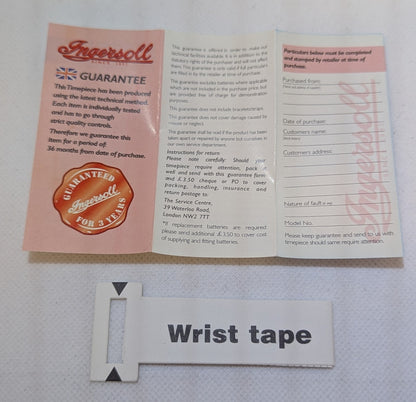 Ingersoll
SINCE 1892
GUARANTEE
This Timepiece has been produced
using the latest technical method.
Each item is individually tested
and has to go through
strict quality controls.
Therefore we guarantee this
item for a period of:
36 months from date of purchase.
GUARANTEED
Ingersoll
FOR 3 YEARS
This guarantee is offered in order to make our
technical facilities available. It is in addition to the
statutory rights of the purchaser and will not affect
them. This guarantee is only valid if full particulars
are filled in by the retailer at time of purchase.
The guarantee excludes batteries where applicable
which are not included in the purchase price but
are provided free of charge for demonstration
purposes.
This guarantee does not include bracelets/straps.
This guarantee does not cover damage caused by
misuse or neglect.
The guarantee shall be void if the product has been
taken apart or repaired by anyone but ourselves in
our own service department.
Instructions for return
Please note carefully: Should your
timepiece require attention, pack it
well and send with this guarantee form
and £3.50 cheque or PO to cover
packing, handling, insurance and
return postage to:
The Service Centre,
39 Waterloo Road,
London NW2 7TT
*If replacement batteries are required
please send additional £3.50 to cover cost
of supplying and fitting batteries.
Particulars below must be completed
and stamped by retailer at time of
purchase.
Purchased from:
Date of purchase:
Customers name:
Customers address:
Nature of fault if any
Model No.
Please keep guarantee and send to us with
timepiece should same require attention.
Ingersoll
Wrist tape